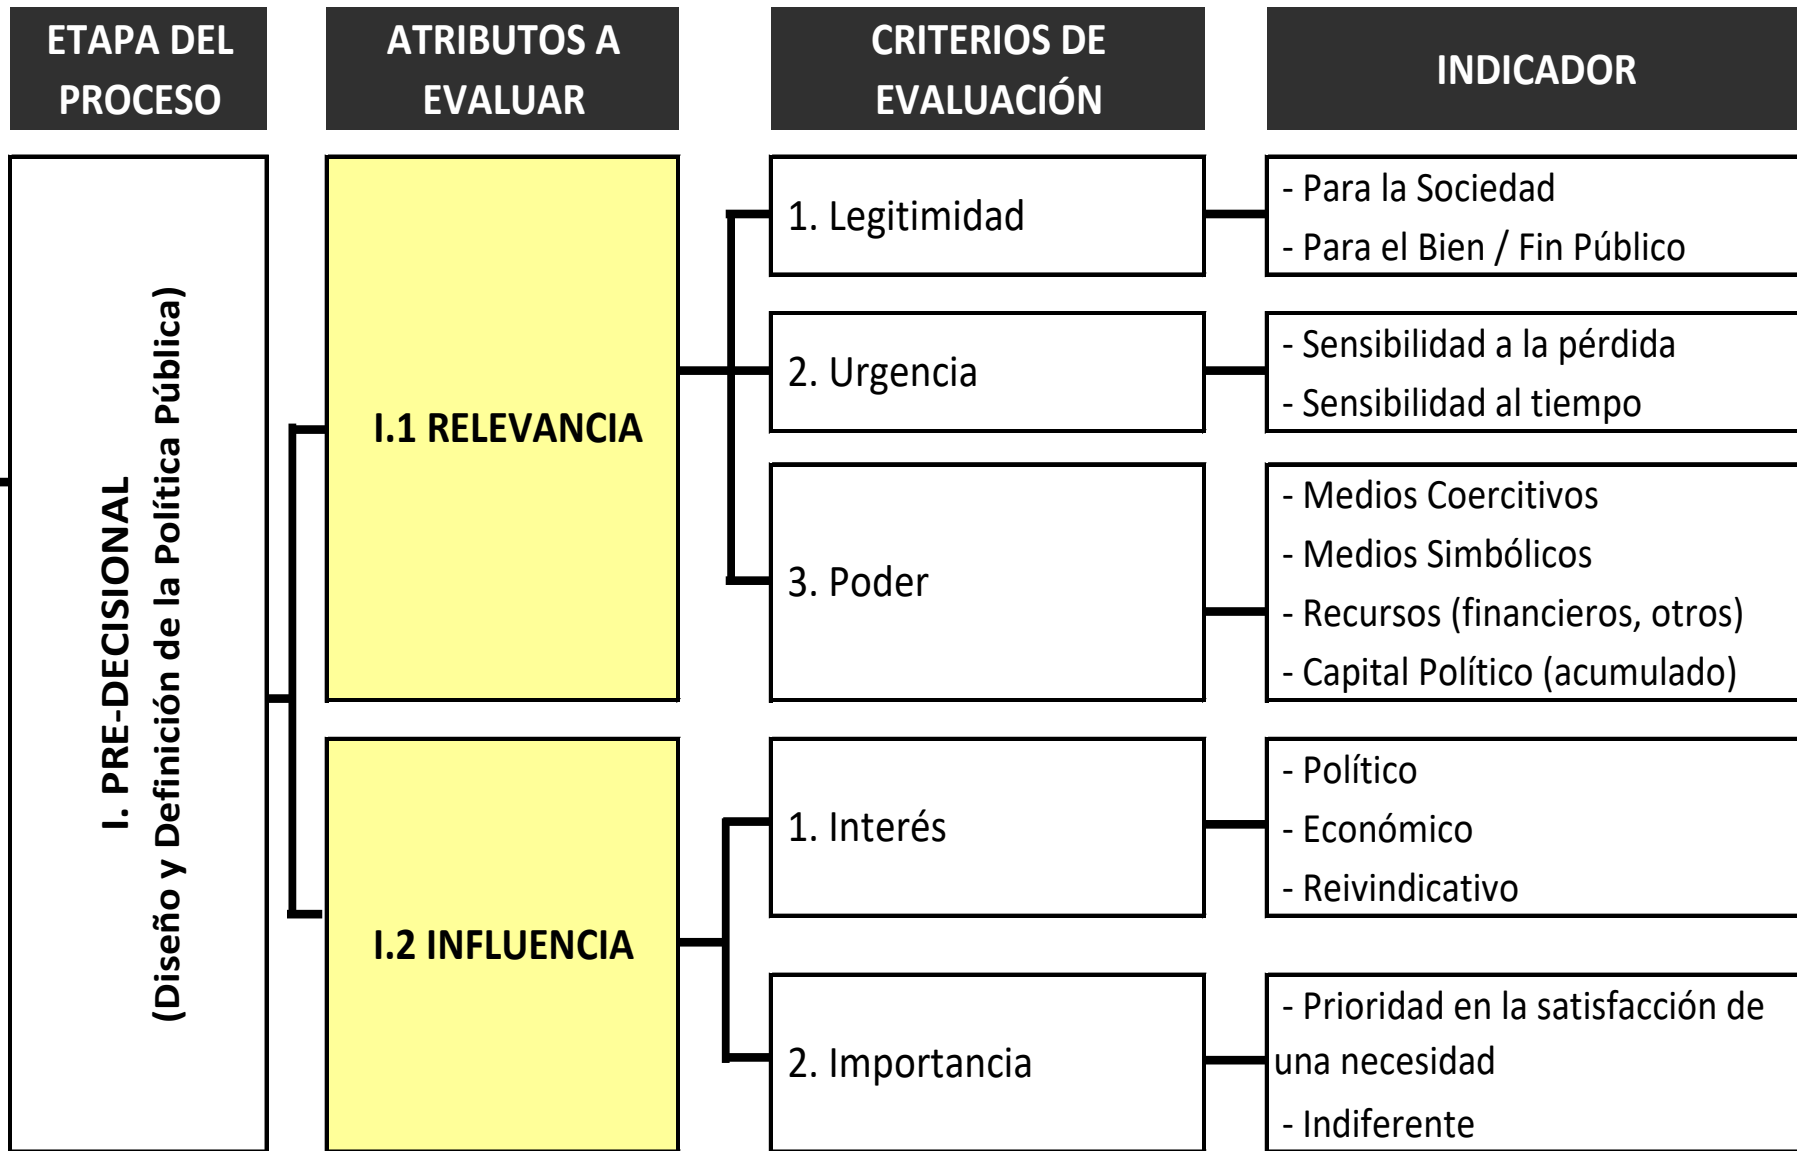 ETAPA DEL
PROCESO
ATRIBUTOS A
EVALUAR
CRITERIOS DE
EVALUACIÓN
INDICADOR
I. PRE-DECISIONAL
(Diseño y Definición de la Política Pública)
I.1 RELEVANCIA
1. Legitimidad
- Para la Sociedad
- Para el Bien / Fin Público
2. Urgencia
- Sensibilidad a la pérdida
- Sensibilidad al tiempo
3. Poder
- Medios Coercitivos
- Medios Simbólicos
- Recursos (financieros, otros)
- Capital Político (acumulado)
I.2 INFLUENCIA
1. Interés
- Político
- Económico
- Reivindicativo
2. Importancia
- Prioridad en la satisfacción de
una necesidad
- Indiferente